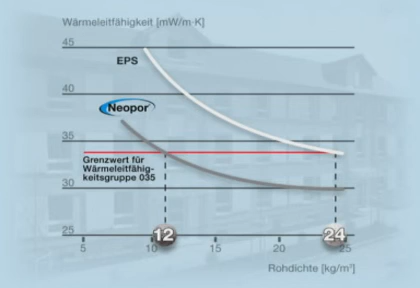 Wärmeleitfähigkeit [mW/m·K]
45
EPS
40
Neopor®
35
Grenzwert für
Wärmeleitfähig-
keitsgruppe 035
30
25
12
24
5
10
15
20
25
Rohdichte [kg/m³]